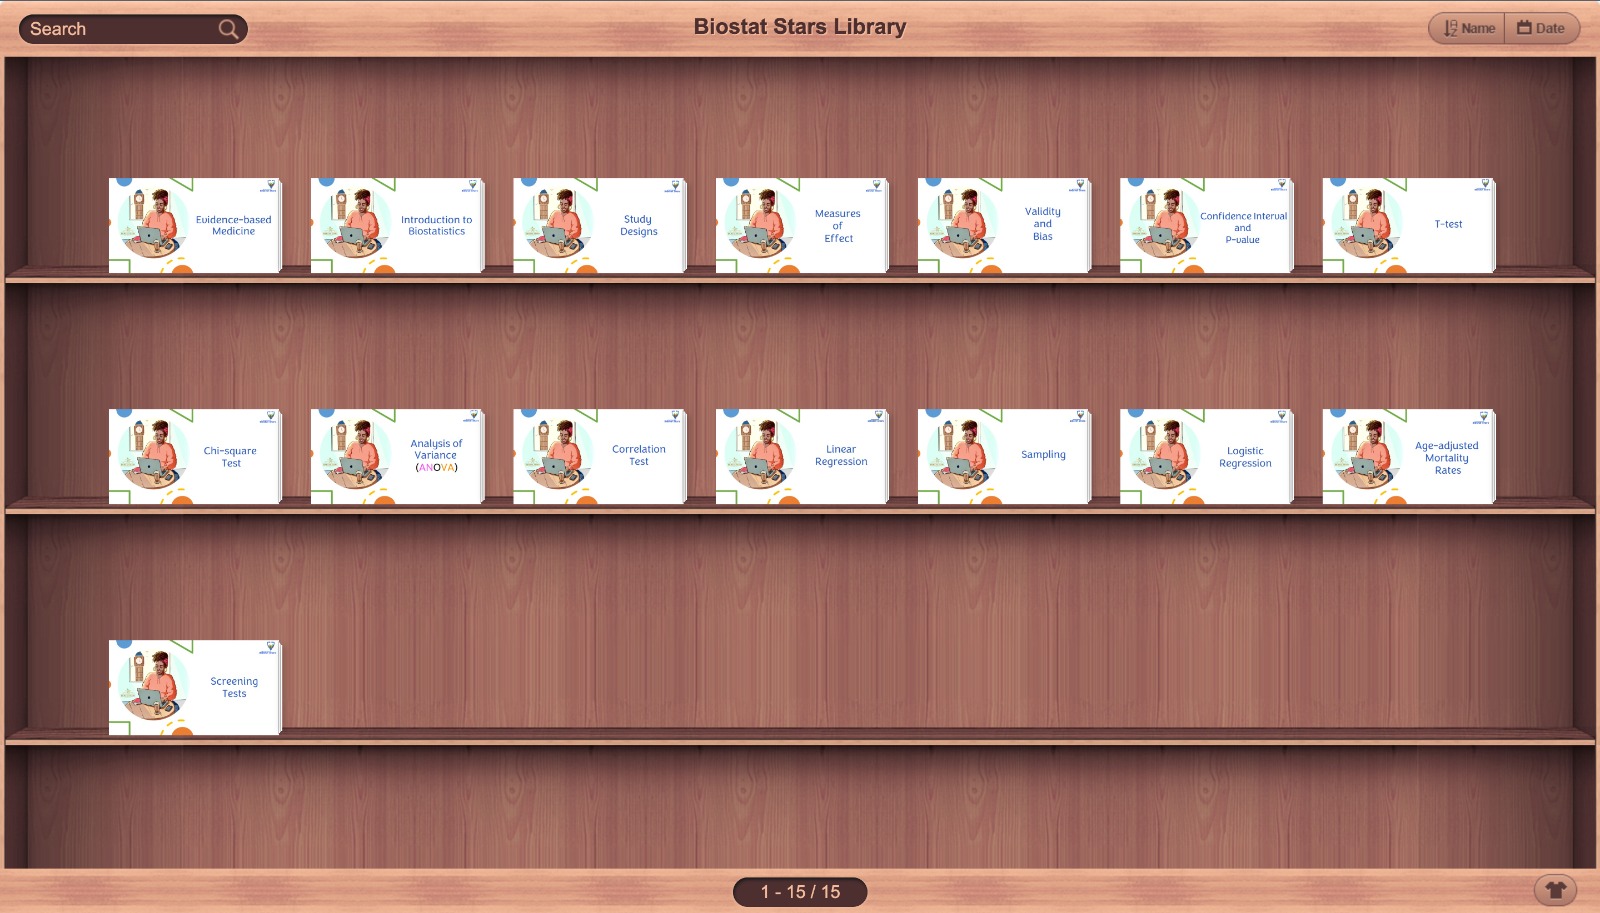 Search
Biostat Stars Library
Name
Date
Evidence-based
Medicine
Introduction to
Biostatistics
Study
Designs
Measures
of
Effect
Validity
and
Bias
Confidence Interval
and
P-value
T-test
Chi-square
Test
Analysis of
Variance
(ANOVA)
Correlation
Test
Linear
Regression
Sampling
Logistic
Regression
Age-adjusted
Mortality
Rates
Screening
Tests
1 - 15 / 15